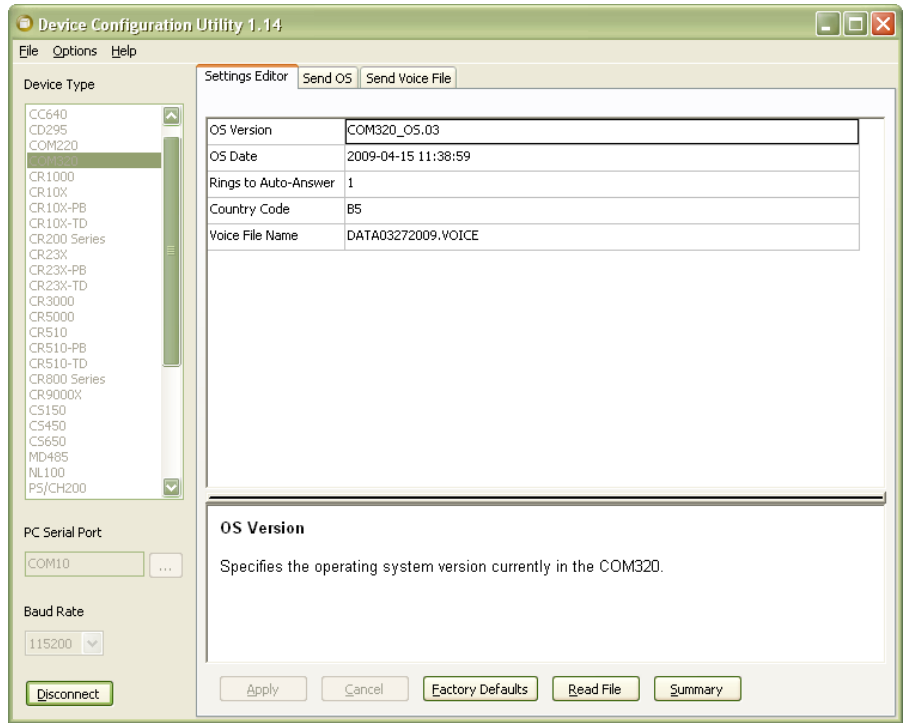 Device Configuration Utility 1.14
File Options Help
Device Type
CC640
CD295
COM220
COM320
CR1000
CR10X
CR10X-PB
CR10X-TD
CR200 Series
CR23X
CR23X-PB
CR23X-TD
CR3000
CR5000
CR510
CR510-PB
CR510-TD
CR800 Series
CR9000X
CS150
CS450
CS650
MD485
NL100
PS/CH200
PC Serial Port
COM10 ...
Baud Rate
115200
Disconnect
Settings Editor Send OS Send Voice File
OS Version COM320_OS.03
OS Date 2009-04-15 11:38:59
Rings to Auto-Answer 1
Country Code B5
Voice File Name DATA03272009.VOICE
OS Version
Specifies the operating system version currently in the COM320.
Apply Cancel Factory Defaults Read File Summary